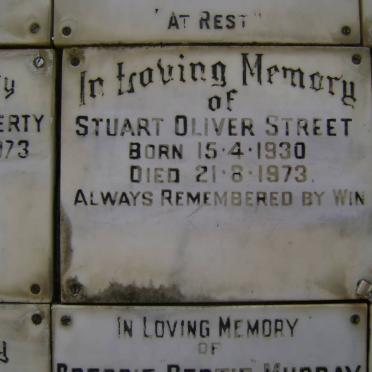 "AT REST"
In Loving Memory
of
STUART OLIVER STREET
BORN 15·4·1930
DIED 21·8·1973.
ALWAYS REMEMBERED BY WIN
y
ERTY
973
IN LOVING MEMORY
OF
MURRAY
y